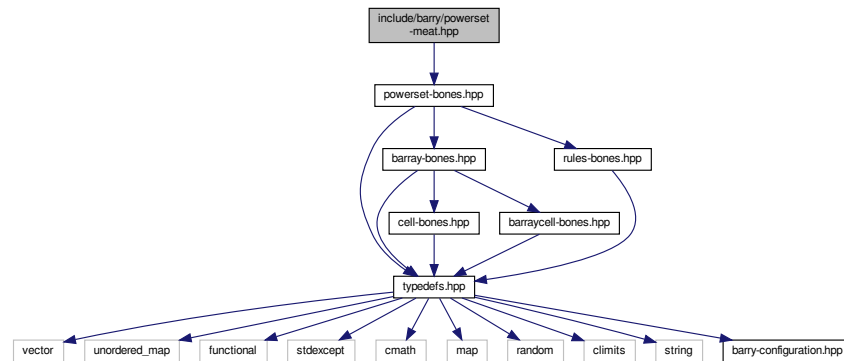 include/barry/powerset
-meat.hpp
powerset-bones.hpp
barray-bones.hpp
rules-bones.hpp
cell-bones.hpp
barraycell-bones.hpp
typedefs.hpp
vector
unordered_map
functional
stdexcept
cmath
map
random
climits
string
barry-configuration.hpp